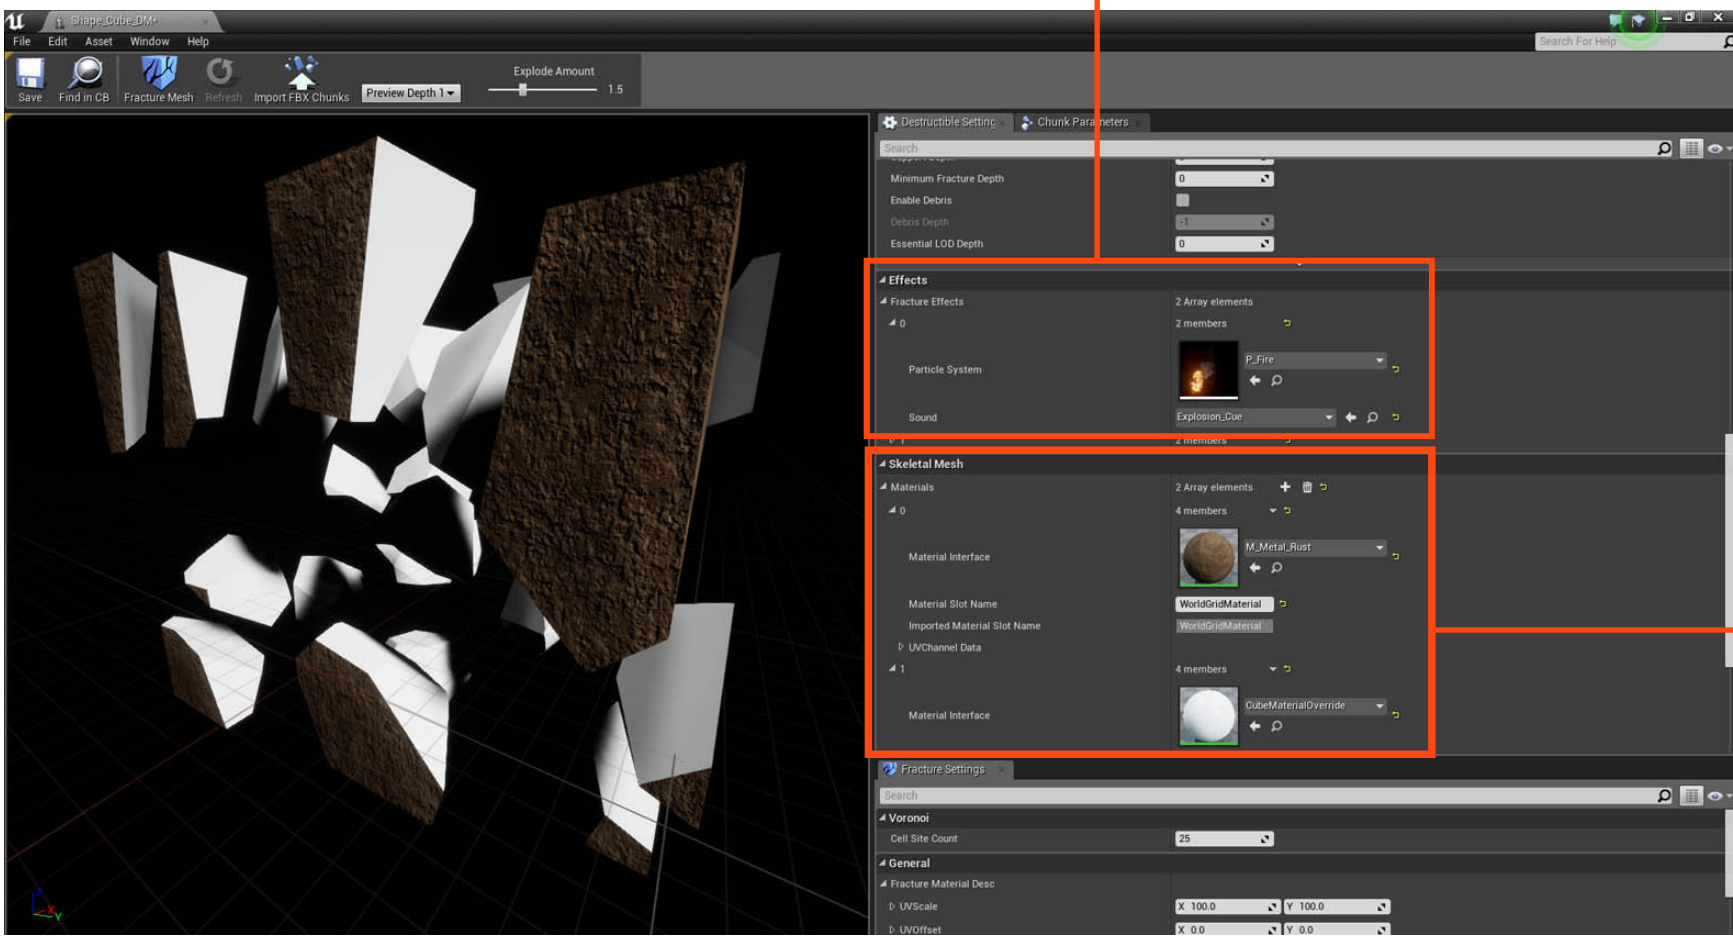 Shape_Cube_DM•
File Edit Asset Window Help
Search For Help
Save Find in CB Fracture Mesh Refresh Import FBX Chunks Preview Depth 1 Explode Amount 1.5
Destructible Setting Chunk Parameters
Search
Support Depth
Minimum Fracture Depth 0
Enable Debris
Debris Depth -1
Essential LOD Depth 0
Effects
Fracture Effects 2 Array elements
0 2 members
Particle System P_Fire
Sound Explosion_Cue
1 2 members
Skeletal Mesh
Materials 2 Array elements
0 4 members
Material Interface M_Metal_Rust
Material Slot Name WorldGridMaterial
Imported Material Slot Name WorldGridMaterial
UVChannel Data
1 4 members
Material Interface CubeMaterialOverride
Fracture Settings
Search
Voronoi
Cell Site Count 25
General
Fracture Material Desc
UVScale X 100.0 Y 100.0
UVOffset X 0.0 Y 0.0
X Y